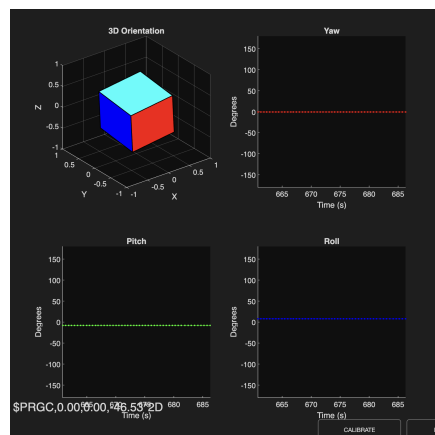 3D Orientation
1
0.5
0
-0.5
-1
Z
1
0.5
0
-0.5
-1
Y
-1
-0.5
0
0.5
1
X
Yaw
150
100
50
0
-50
-100
-150
Degrees
665 670 675 680 685
Time (s)
Pitch
150
100
50
0
-50
-100
-150
Degrees
675 680 685
Time (s)
Roll
150
100
50
0
-50
-100
-150
Degrees
665 670 675 680 685
Time (s)
$PRGC,0.00,0.00,-46.53*2D
CALIBRATE